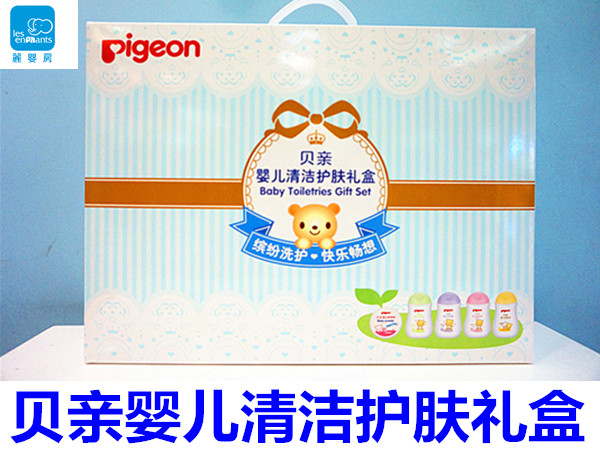 les
enphants
麗嬰房
pigeon
贝亲
婴儿清洁护肤礼盒
Baby Toiletries Gift Set
缤纷洗护
快乐畅想
贝亲婴儿清洁护肤礼盒